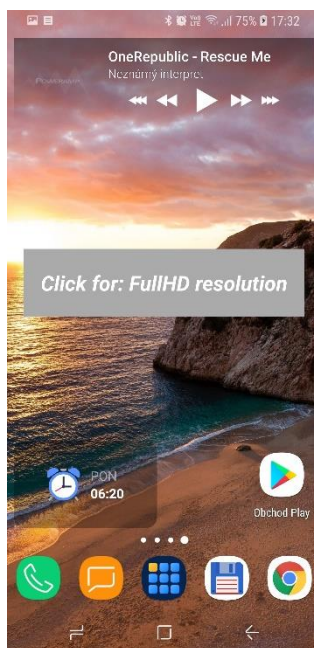 75% 17:32
OneRepublic - Rescue Me
Neznámý interpret
Click for: FullHD resolution
PON
06:20
Obchod Play